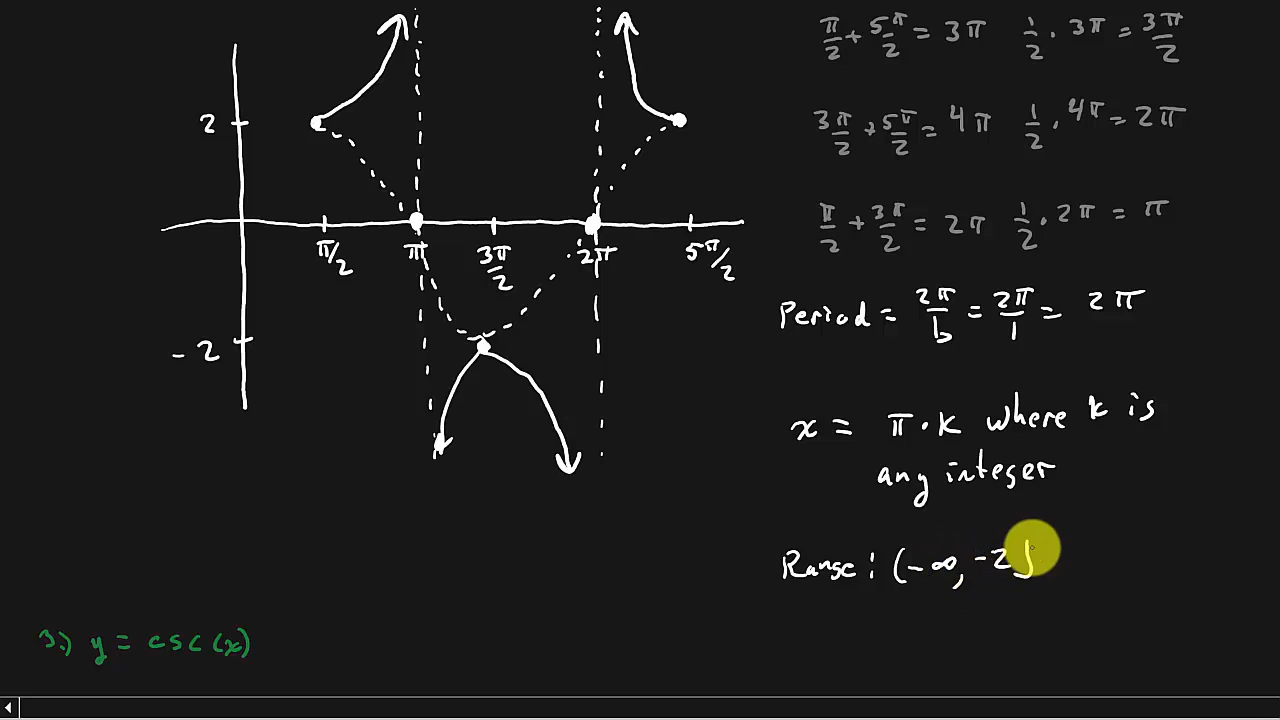 π/2 + 5π/2 = 3π 1/2 · 3π = 3π/2
3π/2 + 5π/2 = 4π 1/2 · 4π = 2π
π/2 + 3π/2 = 2π 1/2 · 2π = π
2
-2
π/2
π
3π/2
2π
5π/2
Period = 2π/b = 2π/1 = 2π
x = π · k where k is
any integer
Range: (-∞, -2]
3.) y = csc(x)